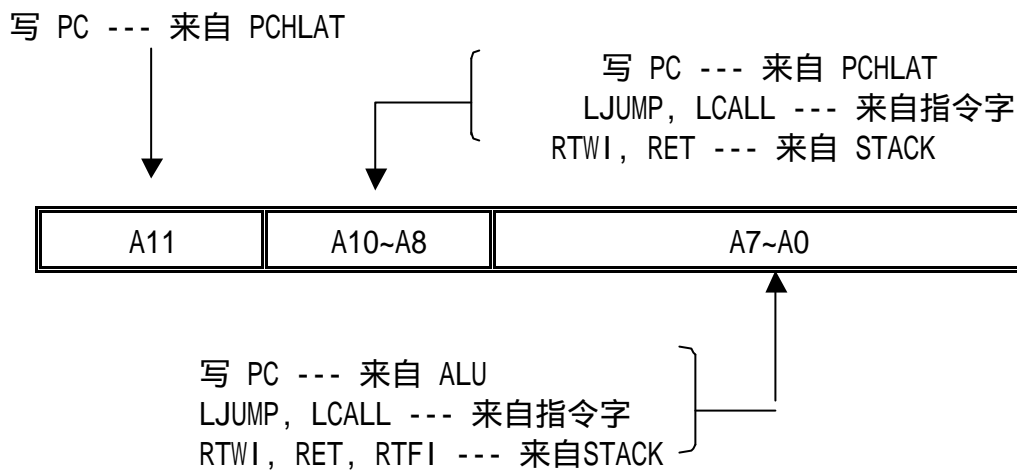 写 PC --- 来自 PCHLAT
写 PC --- 来自 PCHLAT
LJUMP, LCALL --- 来自指令字
RTWI, RET --- 来自 STACK
A11
A10~A8
A7~A0
写 PC --- 来自 ALU
LJUMP, LCALL --- 来自指令字
RTWI, RET, RTFI --- 来自STACK